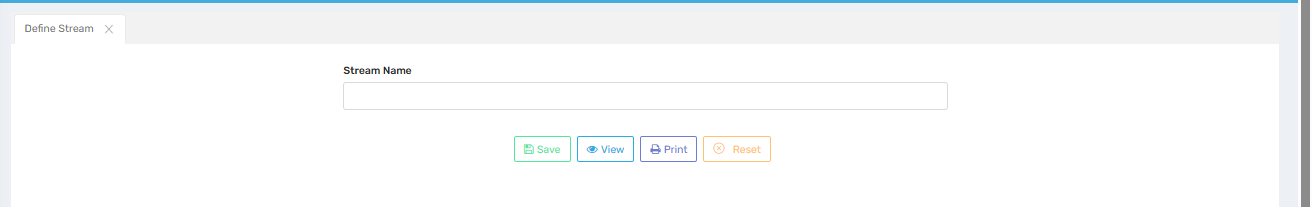 Define Stream
Stream Name
Save View Print Reset